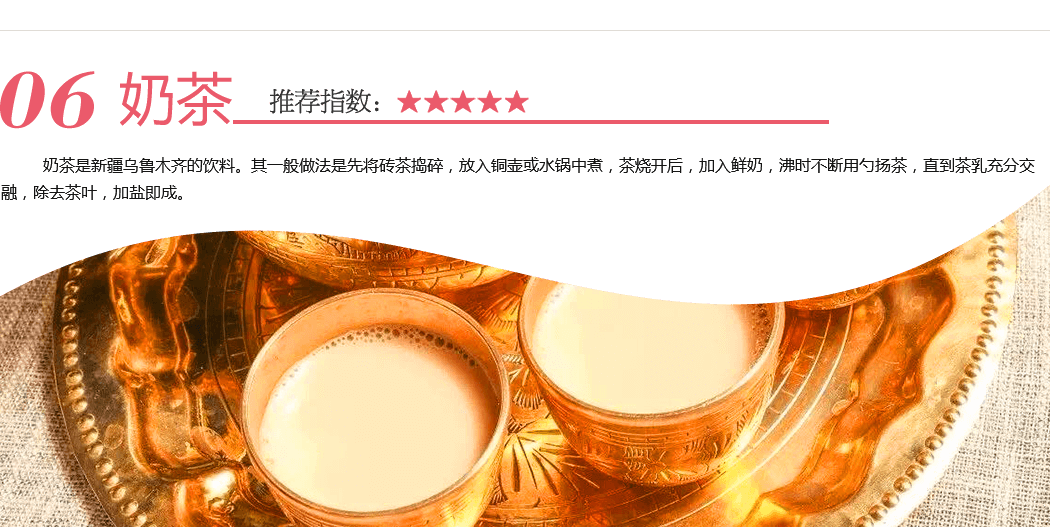 06 奶茶 推荐指数：★★★★★
奶茶是新疆乌鲁木齐的饮料。其一般做法是先将砖茶捣碎，放入铜壶或水锅中煮，茶烧开后，加入鲜奶，沸时不断用勺扬茶，直到茶乳充分交
融，除去茶叶，加盐即成。